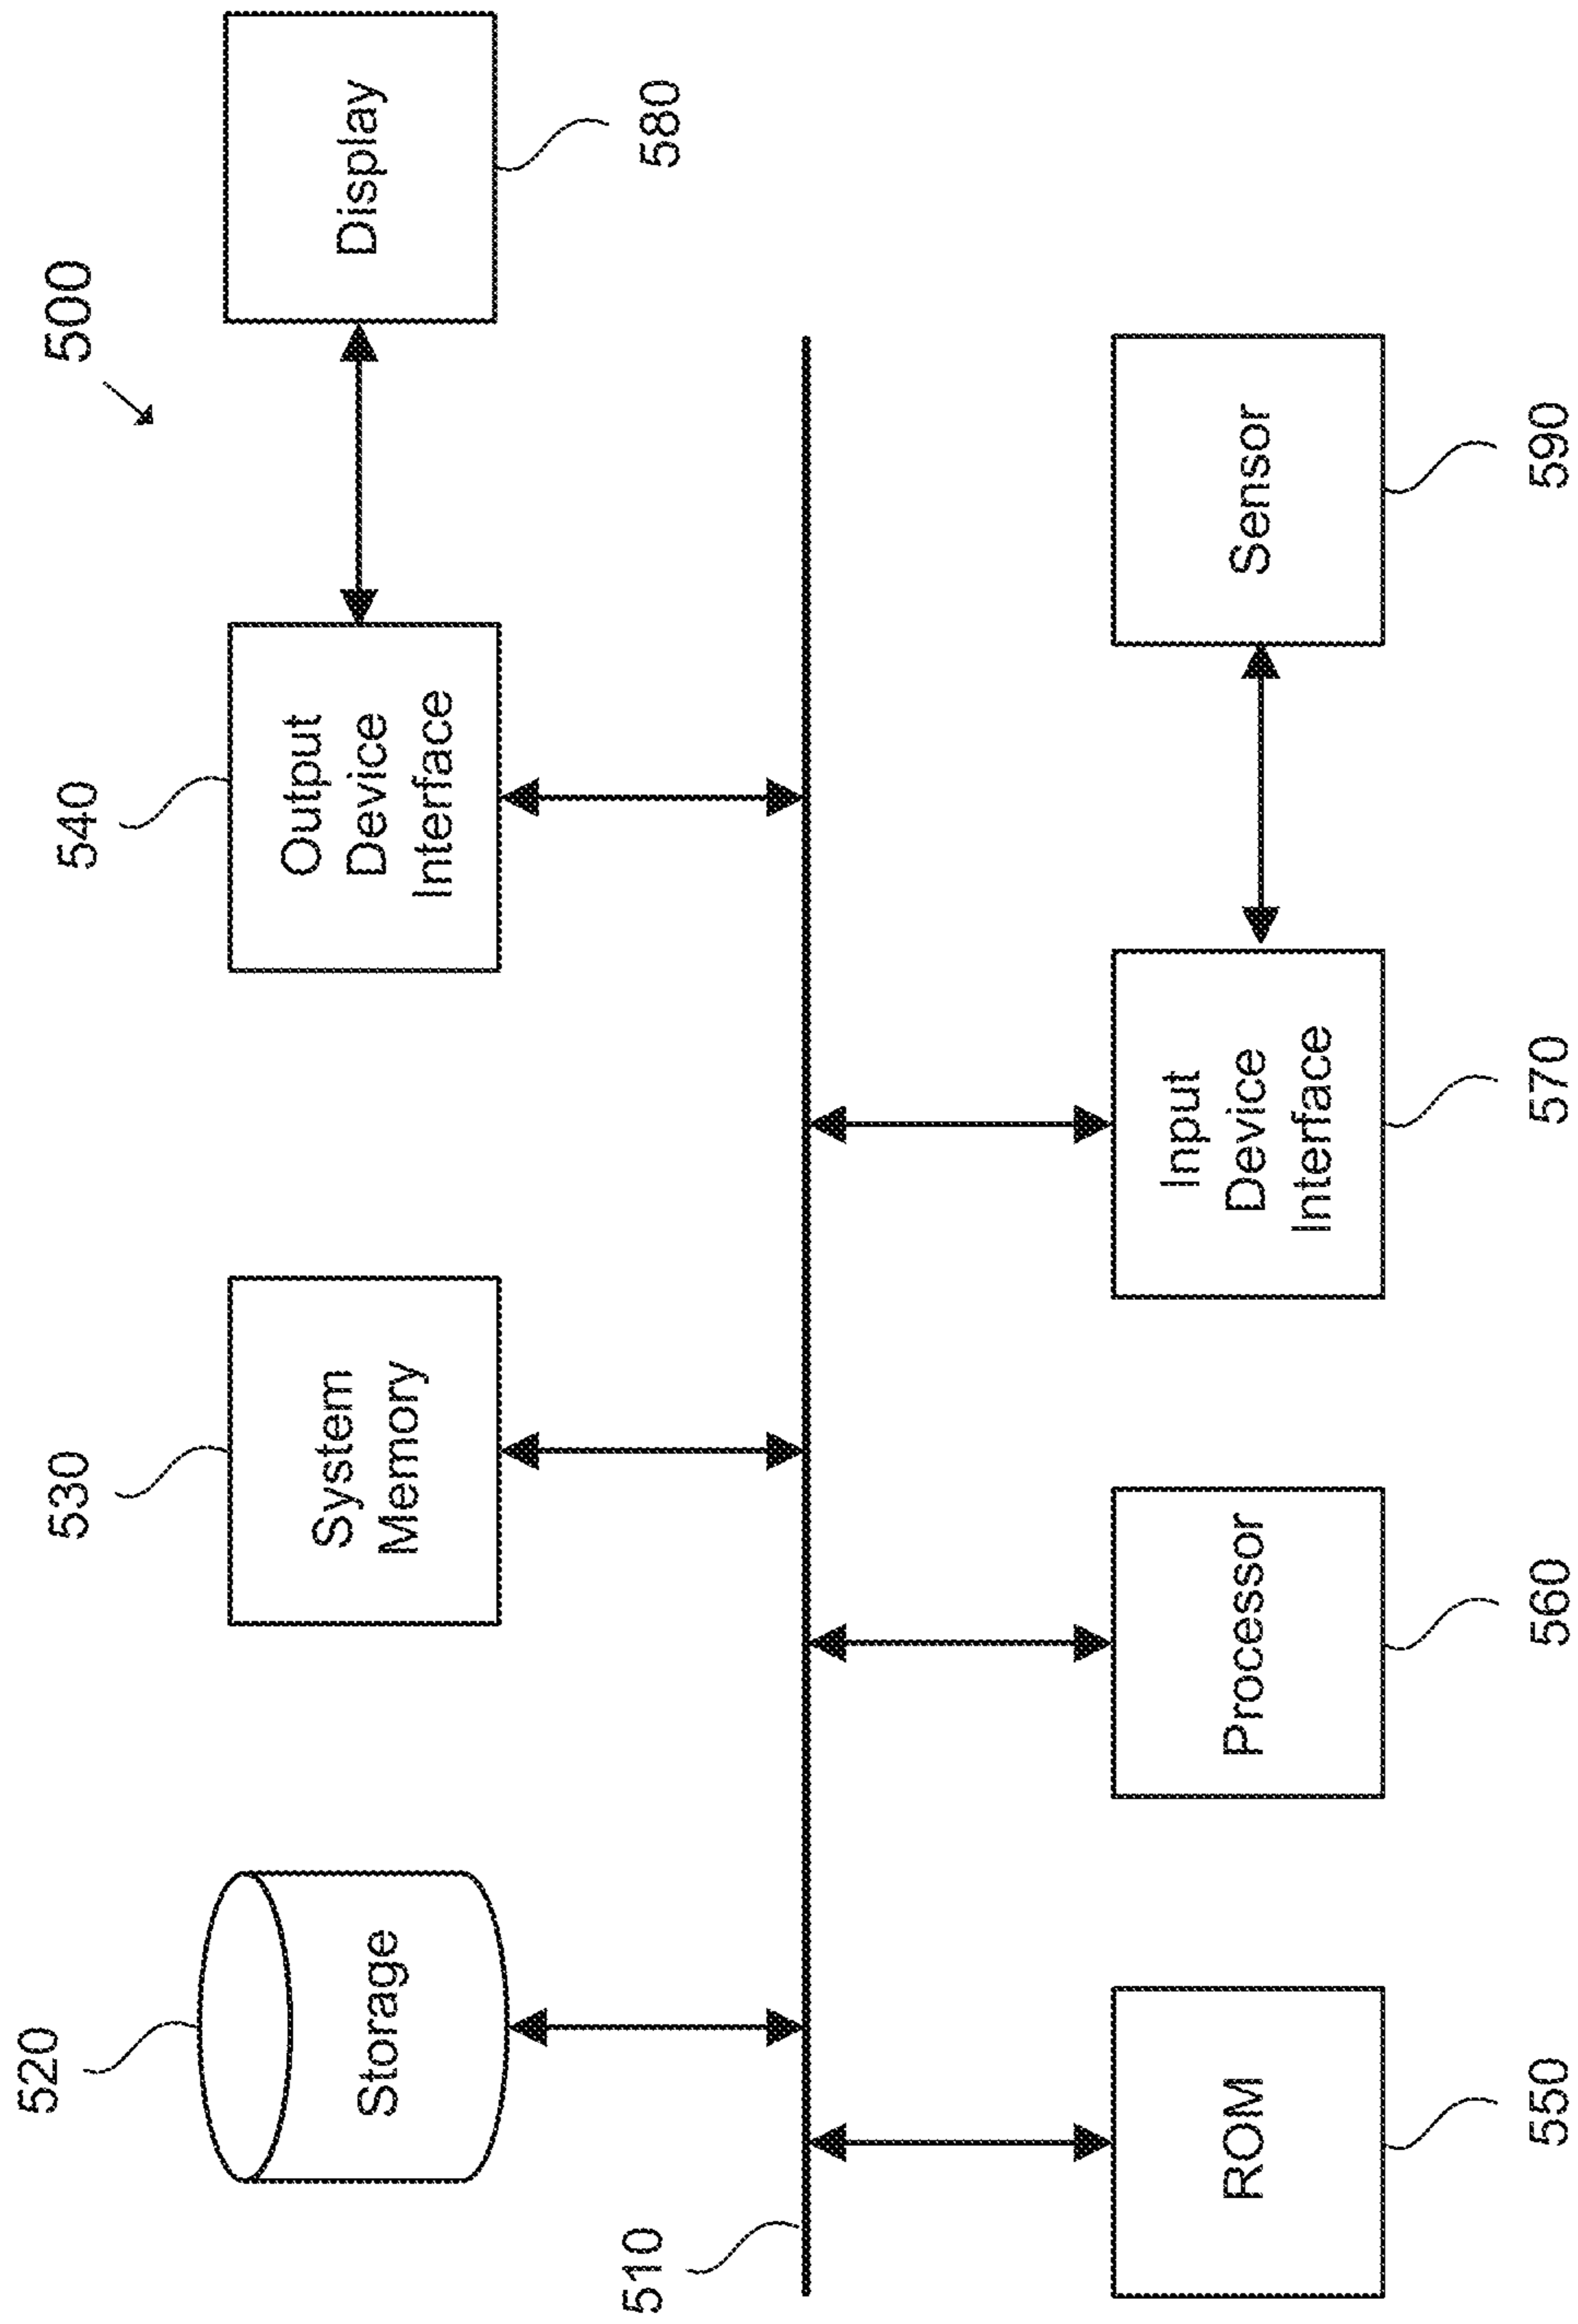 500
520
Storage
530
System
Memory
540
Output
Device
Interface
Display
580
510
ROM
550
Processor
560
Input
Device
Interface
570
Sensor
590